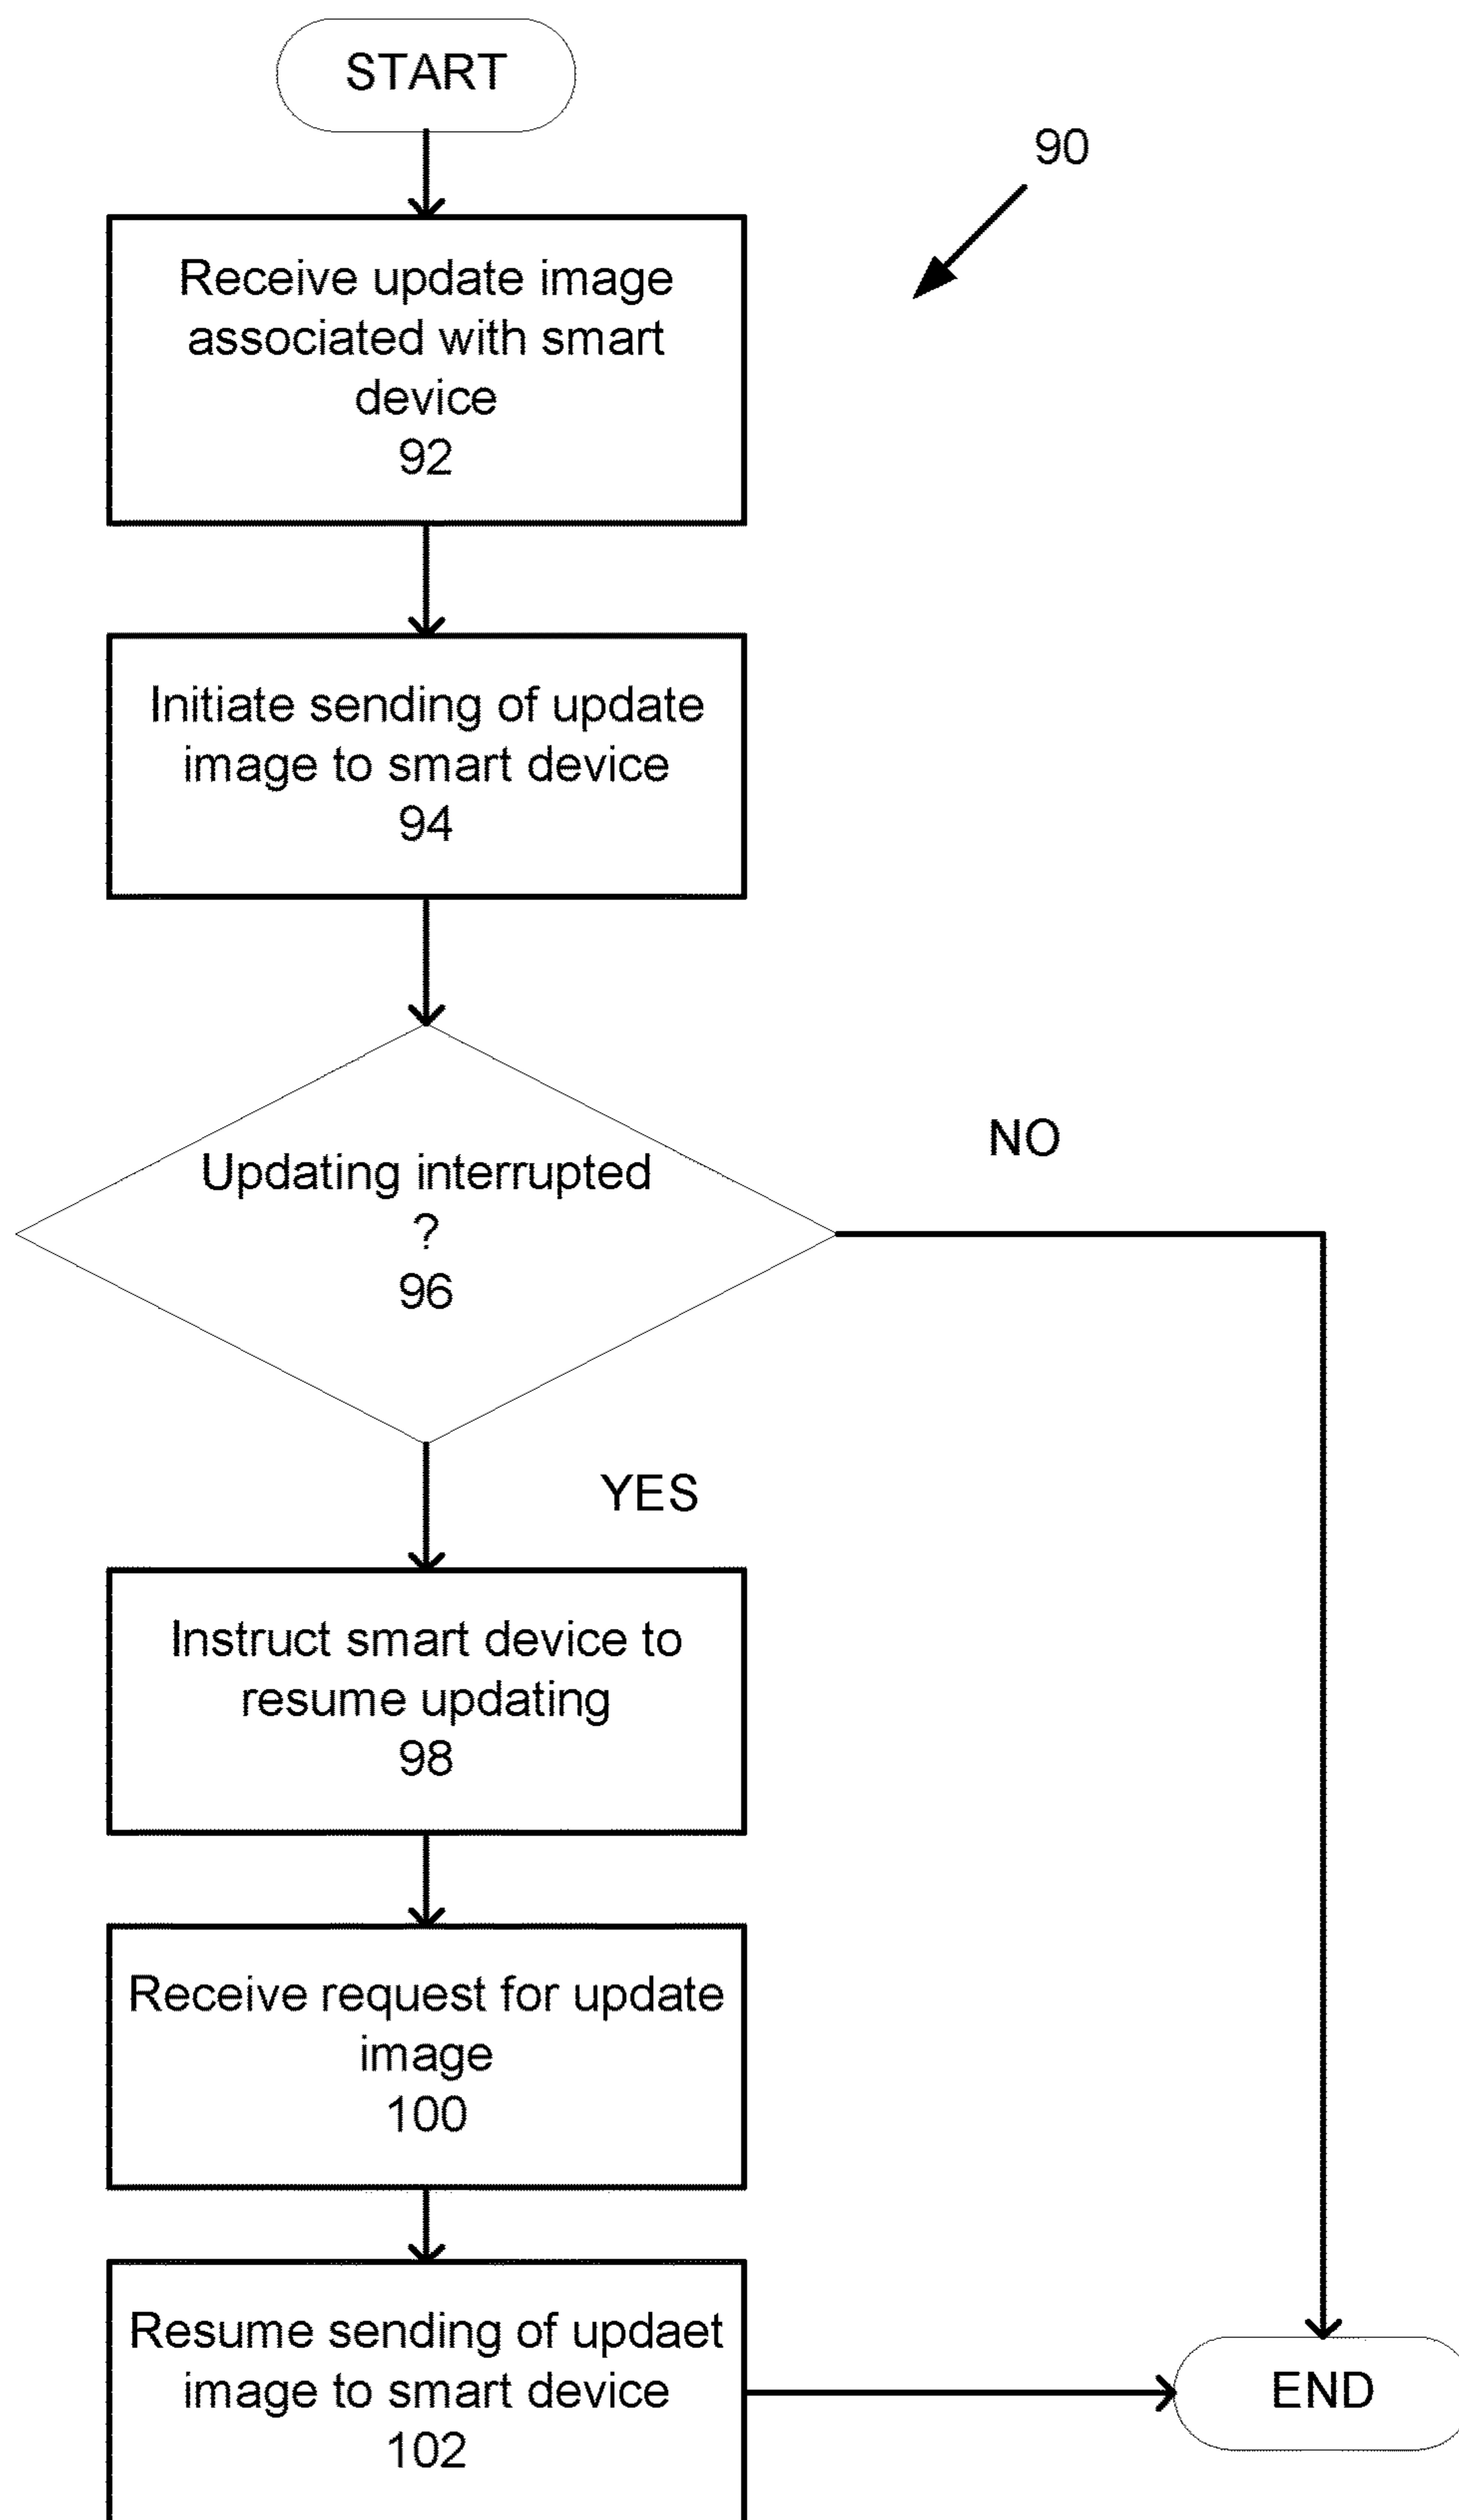 START
90
Receive update image
associated with smart
device
92
Initiate sending of update
image to smart device
94
Updating interrupted
?
96
NO
YES
Instruct smart device to
resume updating
98
Receive request for update
image
100
Resume sending of updaet
image to smart device
102
END